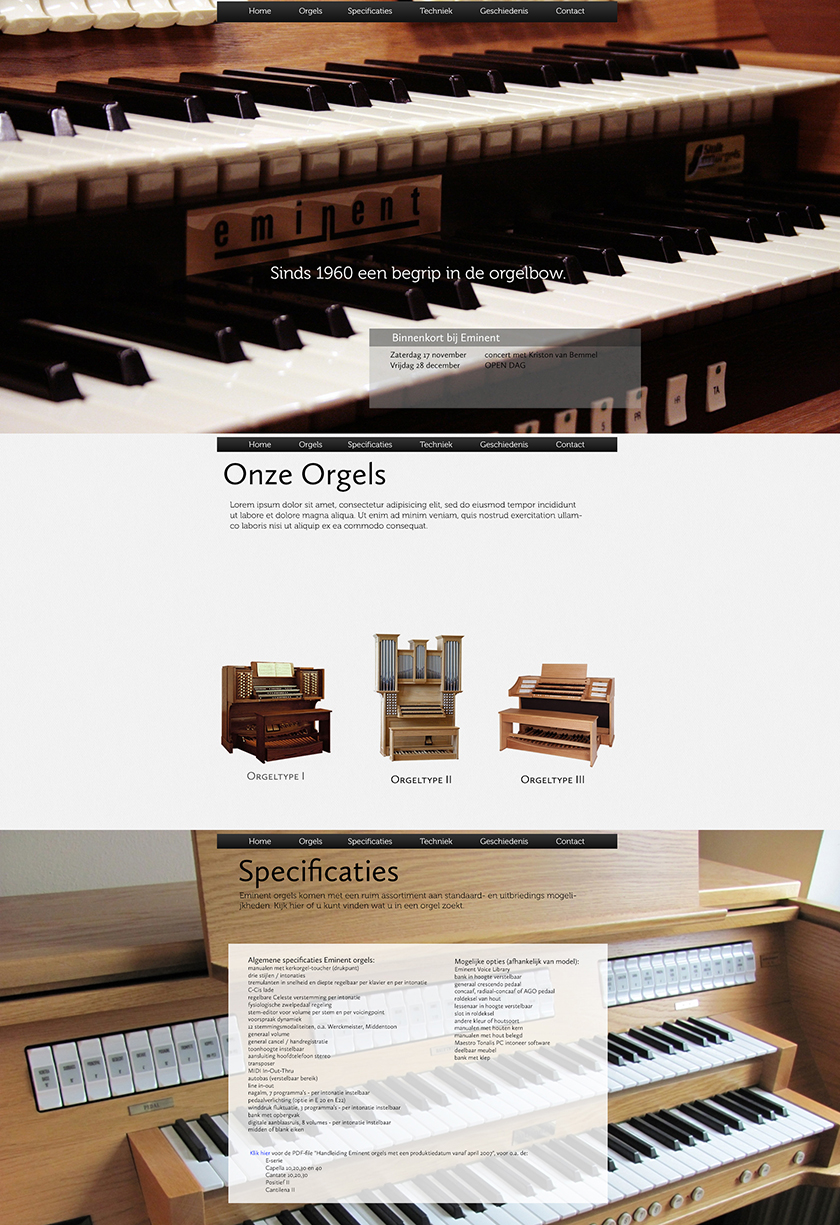 Home Orgels Specificaties Techniek Geschiedenis Contact
eminent
Sinds 1960 een begrip in de orgelbow.
Binnenkort bij Eminent
Zaterdag 17 november concert met Kriston van Bemmel
Vrijdag 28 december OPEN DAG
S PR HR TA
Home Orgels Specificaties Techniek Geschiedenis Contact
Onze Orgels
Lorem ipsum dolor sit amet, consectetur adipisicing elit, sed do eiusmod tempor incididunt
ut labore et dolore magna aliqua. Ut enim ad minim veniam, quis nostrud exercitation ullam-
co laboris nisi ut aliquip ex ea commodo consequat.
Orgeltype I
Orgeltype II
Orgeltype III
Home Orgels Specificaties Techniek Geschiedenis Contact
Specificaties
Eminent orgels komen met een ruim assortiment aan standaard- en uitbriedings mogeli-
jkheden. Kijk hier of u kunt vinden wat u in een orgel zoekt.
Algemene specificaties Eminent orgels:
manualen met kerkorgel-toucher (drukpunt)
drie stijlen / intonaties
tremulanten in snelheid en diepte regelbaar per klavier en per intonatie
C-Cis lade
regelbare Celeste verstemming per intonatie
fysiologische zwelpedaal regeling
stem-editor voor volume per stem en per voicingpoint
voorspraak dynamiek
12 stemmingsmodaliteiten, o.a. Werckmeister, Middentoon
generaal volume
general cancel / handregistratie
toonhoogte instelbaar
aansluiting hoofdtelefoon stereo
transposer
MIDI In-Out-Thru
autobas (verstelbaar bereik)
line in-out
nagalm, 7 programma's - per intonatie instelbaar
pedaalverlichting (optie in E 20 en E22)
winddruk fluktuatie, 3 programma's - per intonatie instelbaar
bank met opbergvak
digitale aanblaasruis, 8 volumes - per intonatie instelbaar
midden of blank eiken
Mogelijke opties (afhankelijk van model):
Eminent Voice Library
bank in hoogte verstelbaar
generaal crescendo pedaal
concaaf, radiaal-concaaf of AGO pedaal
roldeksel van hout
lessenaar in hoogte verstelbaar
slot in roldeksel
andere kleur of houtsoort
manualen met houten kern
manualen met hout belegd
Maestro Tonalis PC inconeer software
deelbaar meubel
bank met klep
Klik hier voor de PDF-file "Handleiding Eminent orgels met een produktiedatum vanaf april 2007", voor o.a. de:
E-serie
Capella 10,20,30 en 40
Cantate 10,20,30
Positief II
Cantilena II